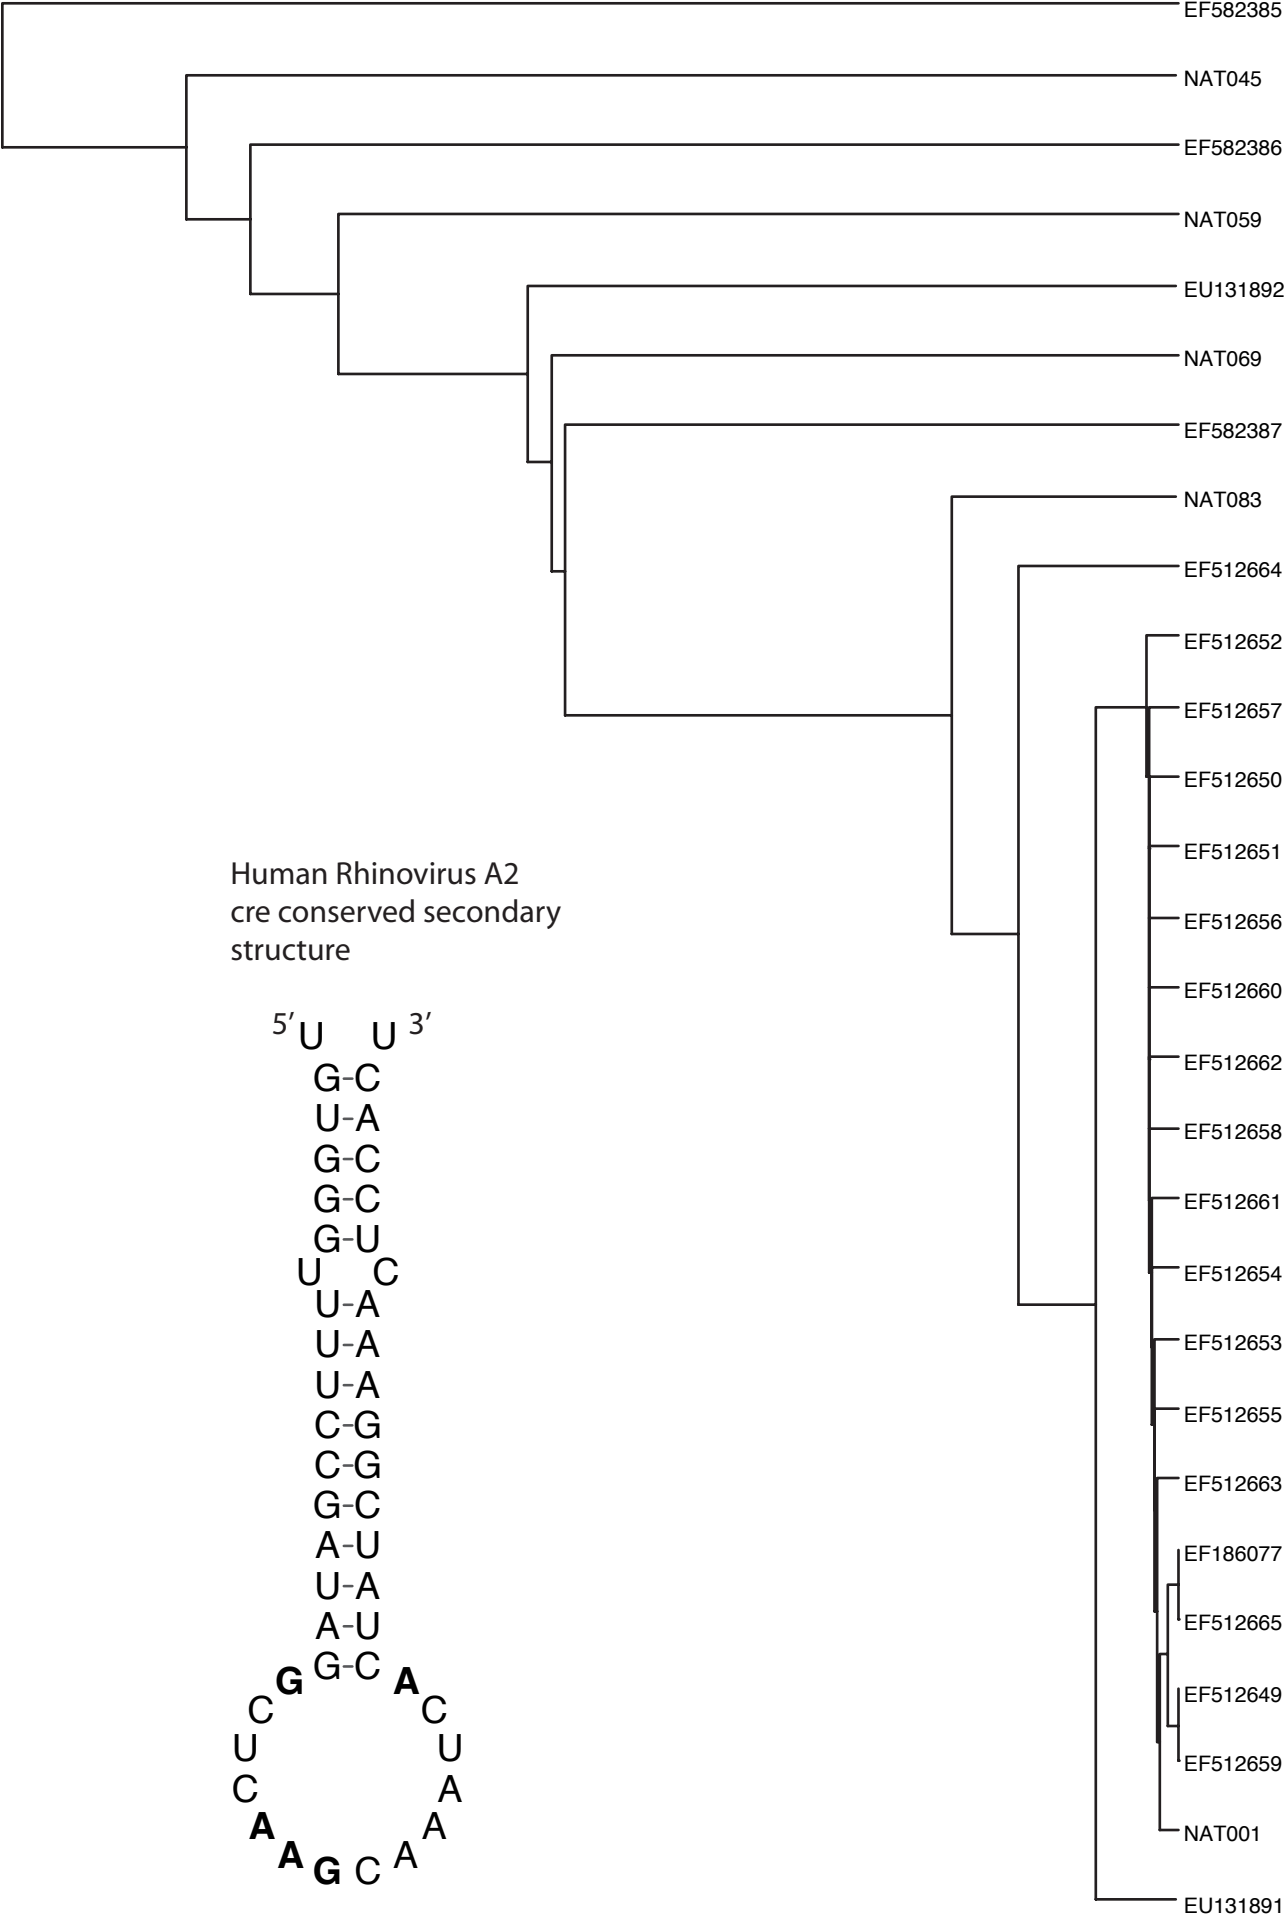 EF582385
NAT045
EF582386
NAT059
EU131892
NAT069
EF582387
NAT083
EF512664
EF512652
EF512657
EF512650
EF512651
EF512656
EF512660
EF512662
EF512658
EF512661
EF512654
EF512653
EF512655
EF512663
EF186077
EF512665
EF512649
EF512659
NAT001
EU131891
Human Rhinovirus A2
cre conserved secondary
structure
5′ U U 3′
G-C
U-A
G-C
G-C
G-U
U C
U-A
U-A
U-A
C-G
C-G
G-C
A-U
U-A
A-U
G-C
G A
C C
U U
C A
A A
A A
G C